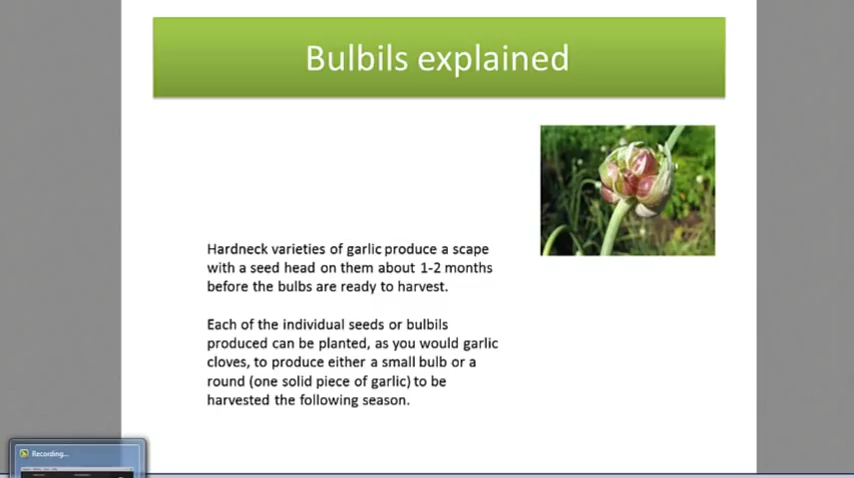 Bulbils explained
Hardneck varieties of garlic produce a scape
with a seed head on them about 1-2 months
before the bulbs are ready to harvest.
Each of the individual seeds or bulbils
produced can be planted, as you would garlic
cloves, to produce either a small bulb or a
round (one solid piece of garlic) to be
harvested the following season.
Recording...